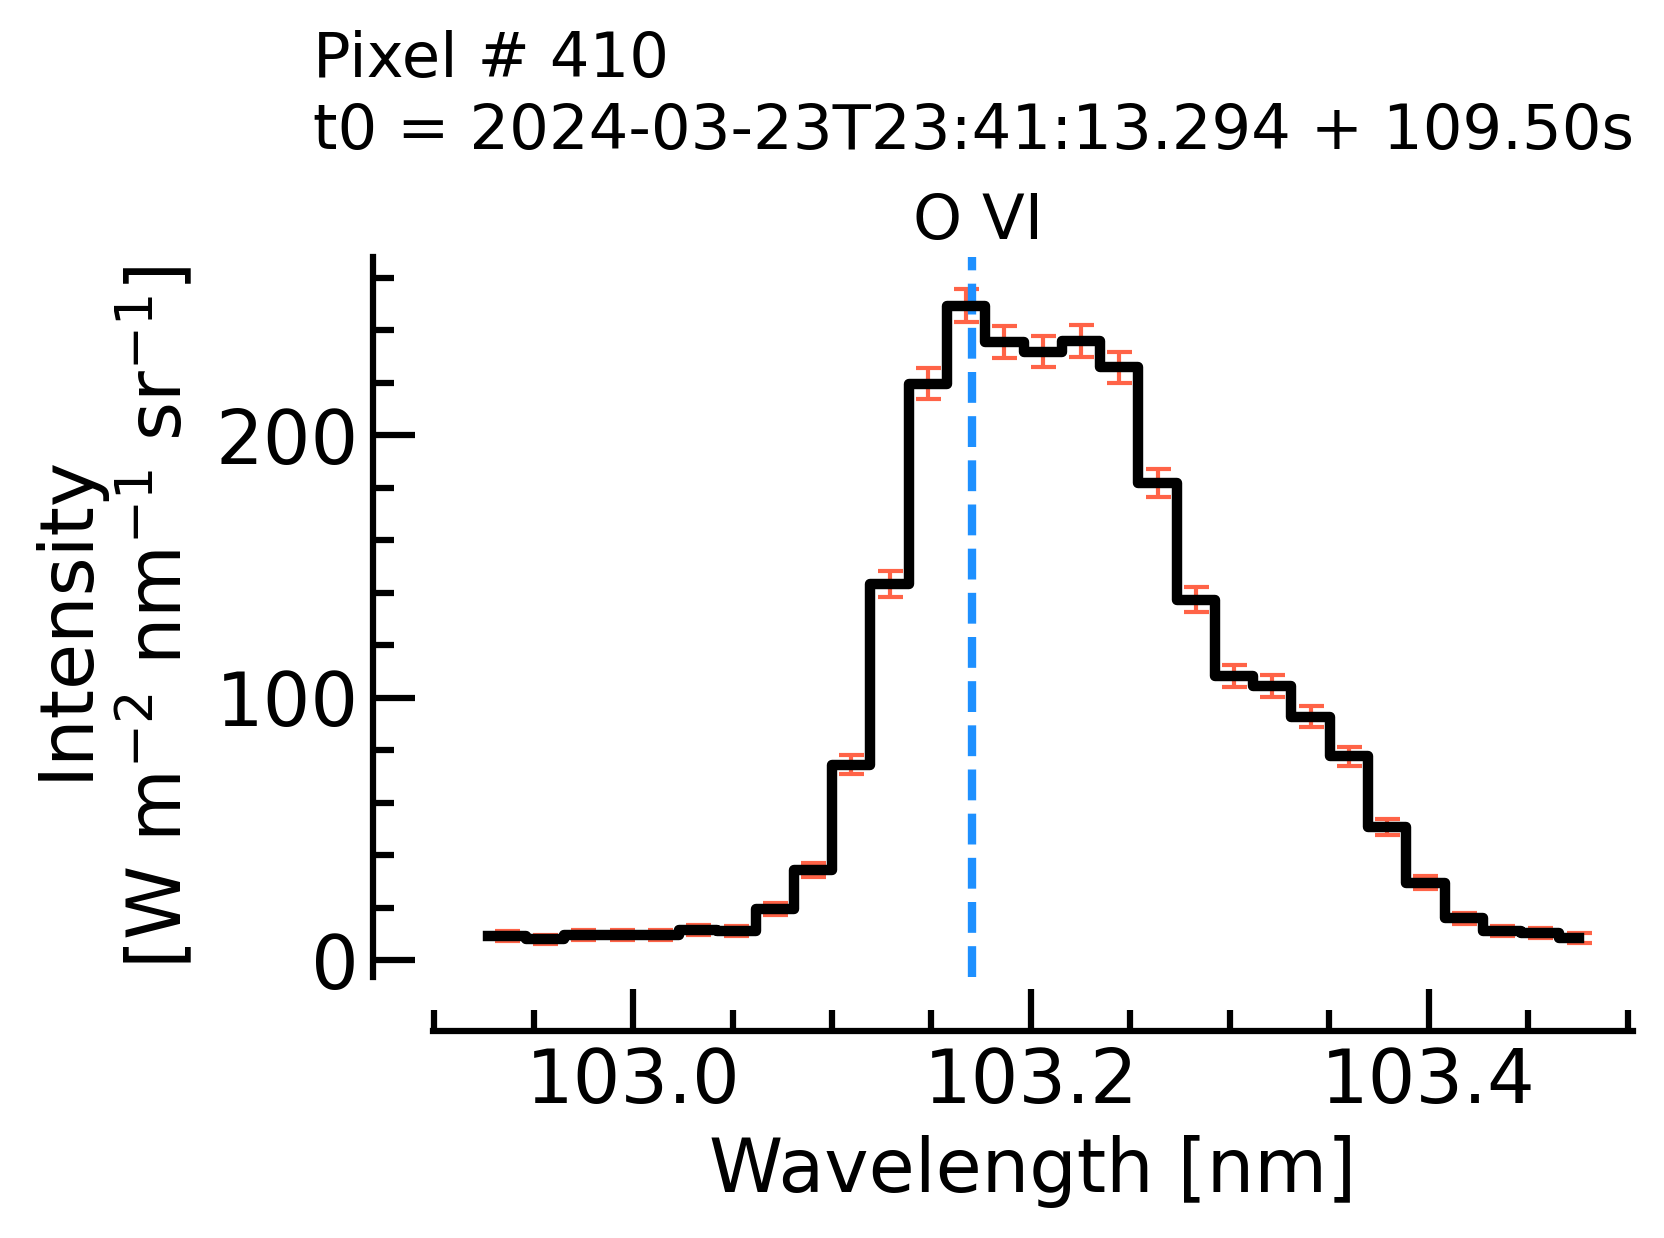 Pixel # 410
t0 = 2024-03-23T23:41:13.294 + 109.50s
O VI
Intensity
[W m⁻² nm⁻¹ sr⁻¹]
200
100
0
103.0 103.2 103.4
Wavelength [nm]